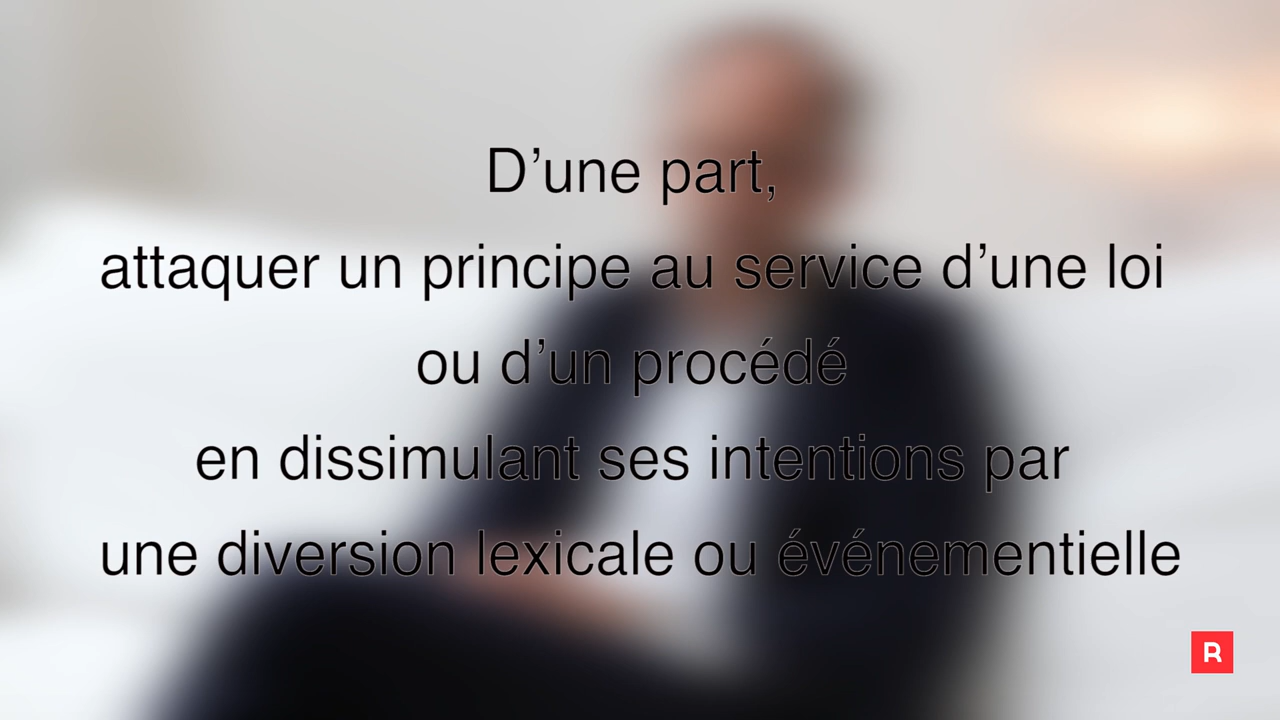 D’une part,
attaquer un principe au service d’une loi
ou d’un procédé
en dissimulant ses intentions par
une diversion lexicale ou événementielle
R